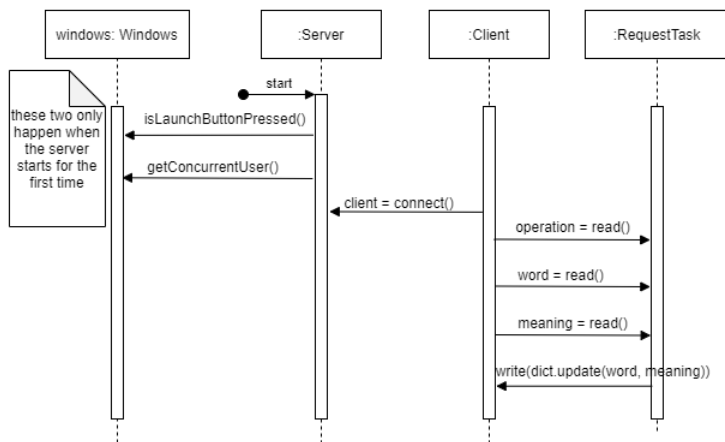 windows: Windows
:Server
:Client
:RequestTask
start
these two only
happen when
the server
starts for the
first time
isLaunchButtonPressed()
getConcurrentUser()
client = connect()
operation = read()
word = read()
meaning = read()
write(dict.update(word, meaning))